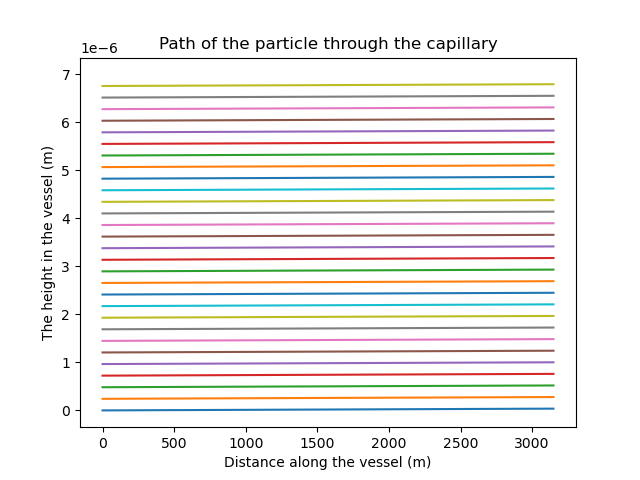 Path of the particle through the capillary
1e−6
7
6
5
4
3
2
1
0
The height in the vessel (m)
0 500 1000 1500 2000 2500 3000
Distance along the vessel (m)